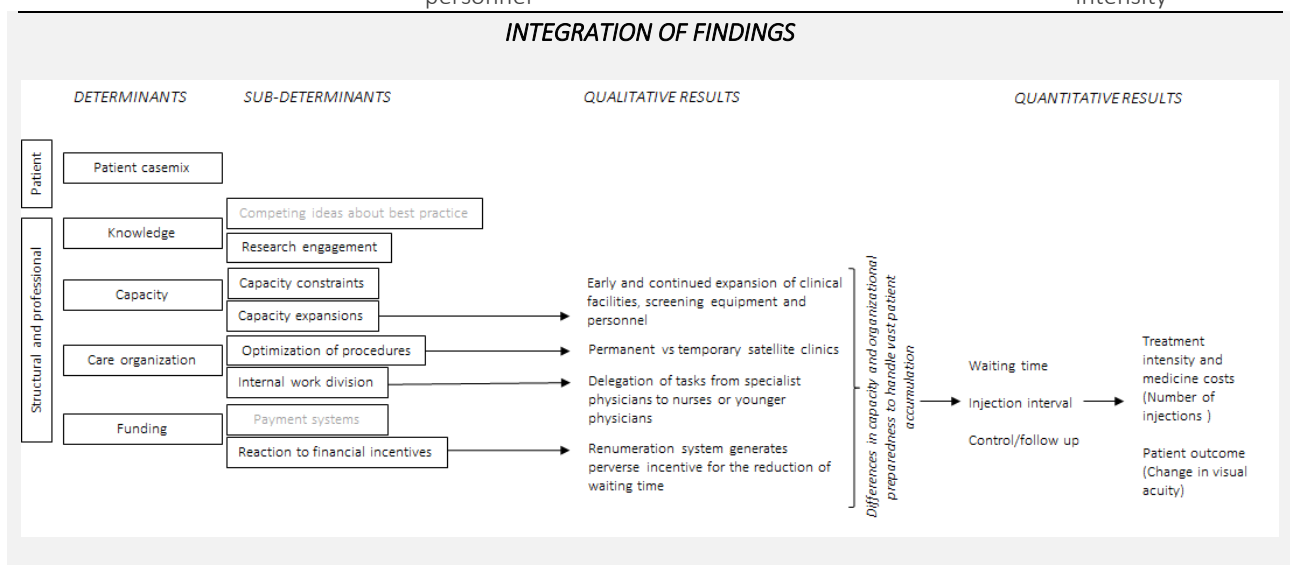 personnel
intensity
INTEGRATION OF FINDINGS
DETERMINANTS
SUB-DETERMINANTS
QUALITATIVE RESULTS
QUANTITATIVE RESULTS
Patient
Patient casemix
Structural and professional
Knowledge
Competing ideas about best practice
Research engagement
Capacity
Capacity constraints
Capacity expansions
Care organization
Optimization of procedures
Internal work division
Funding
Payment systems
Reaction to financial incentives
Early and continued expansion of clinical
facilities, screening equipment and
personnel
Permanent vs temporary satellite clinics
Delegation of tasks from specialist
physicians to nurses or younger
physicians
Renumeration system generates
perverse incentive for the reduction of
waiting time
Differences in capacity and organizational
preparedness to handle vast patient
accumulation
Waiting time
Injection interval
Control/follow up
Treatment
intensity and
medicine costs
(Number of
injections )
Patient outcome
(Change in visual
acuity)